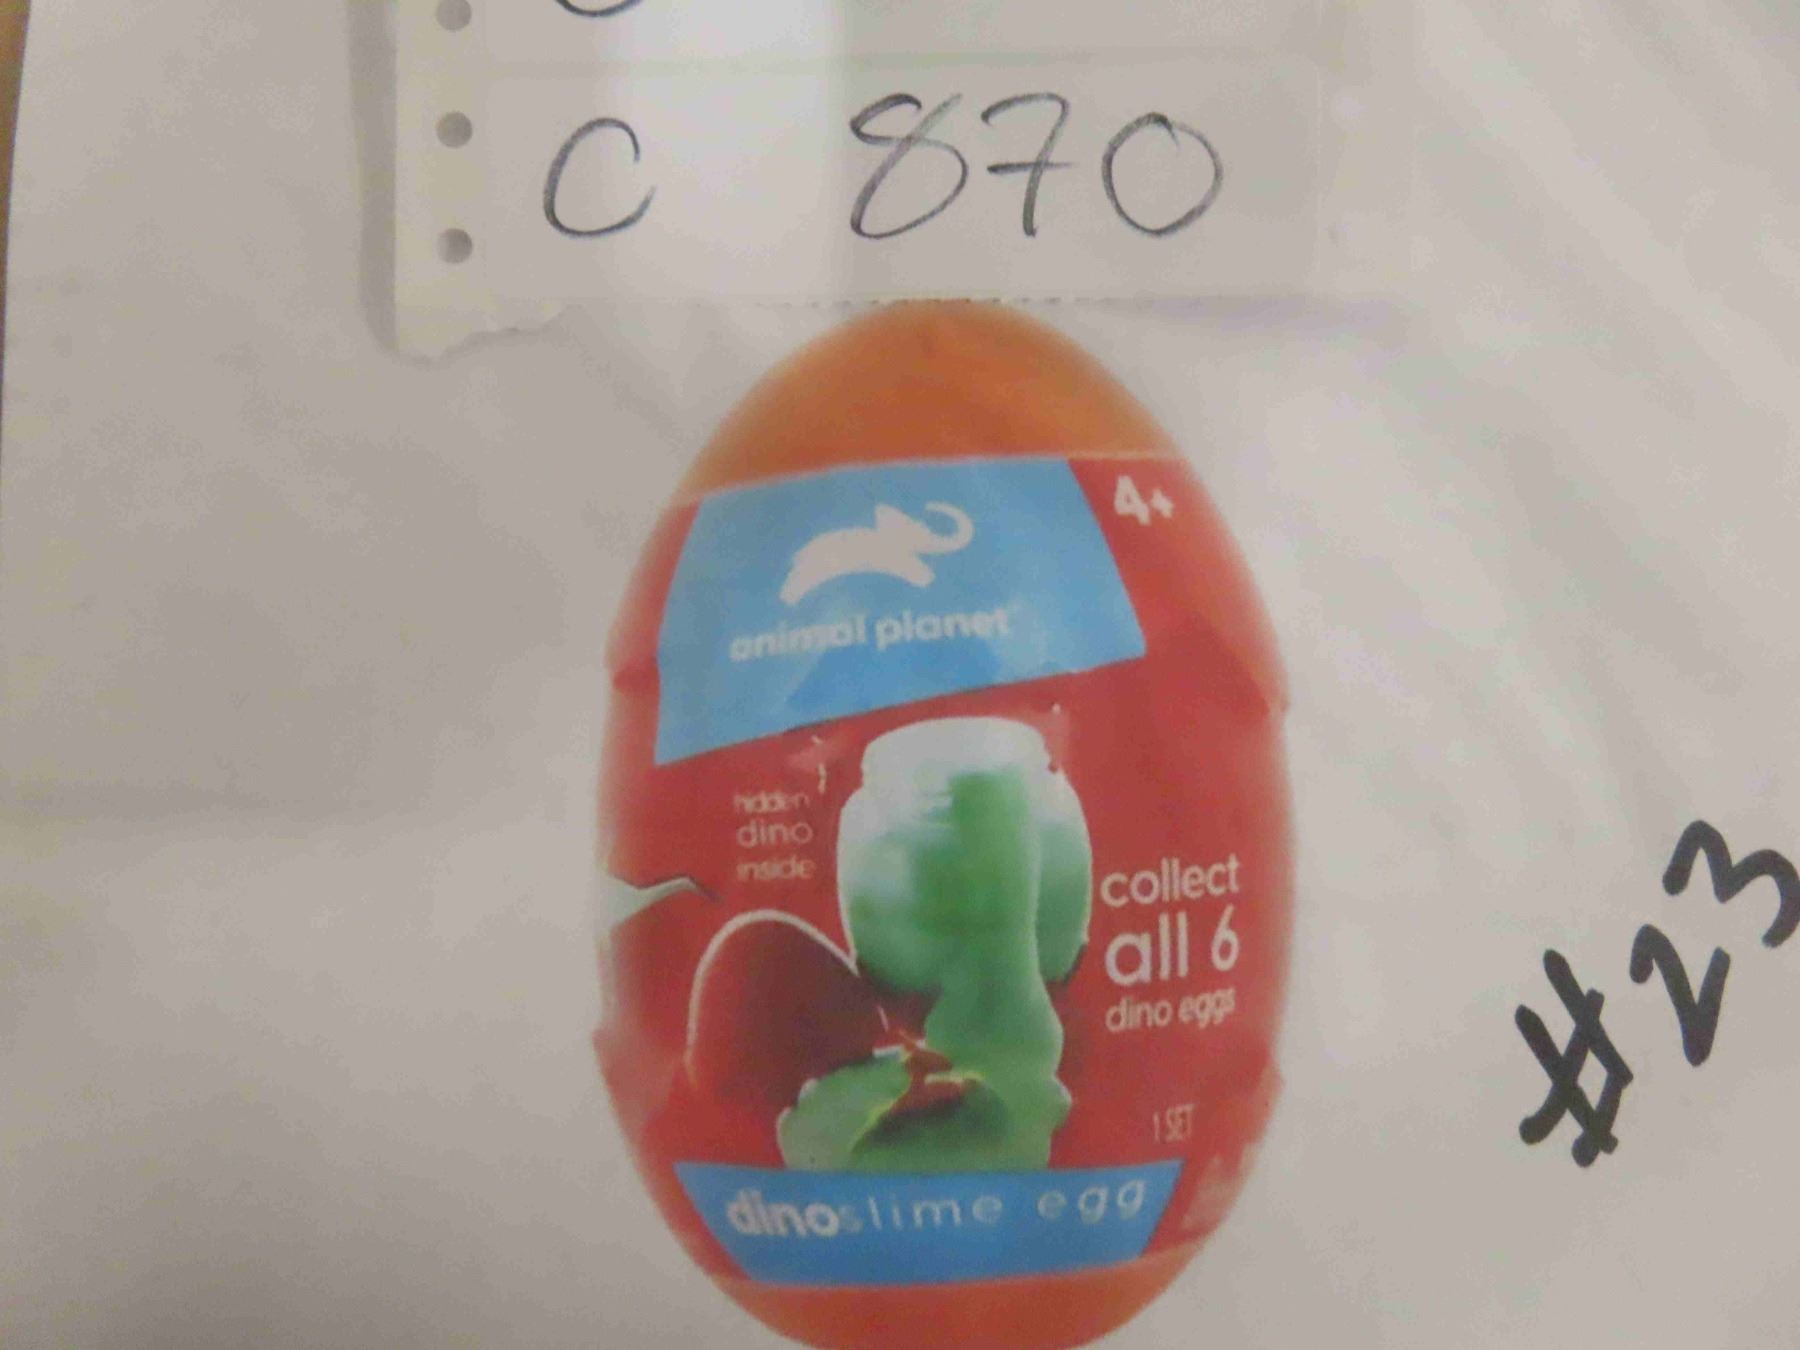 C 870
4+
animal planet
hidden
dino
inside
collect
all 6
dino eggs
1 SET
dinoslime egg
#23